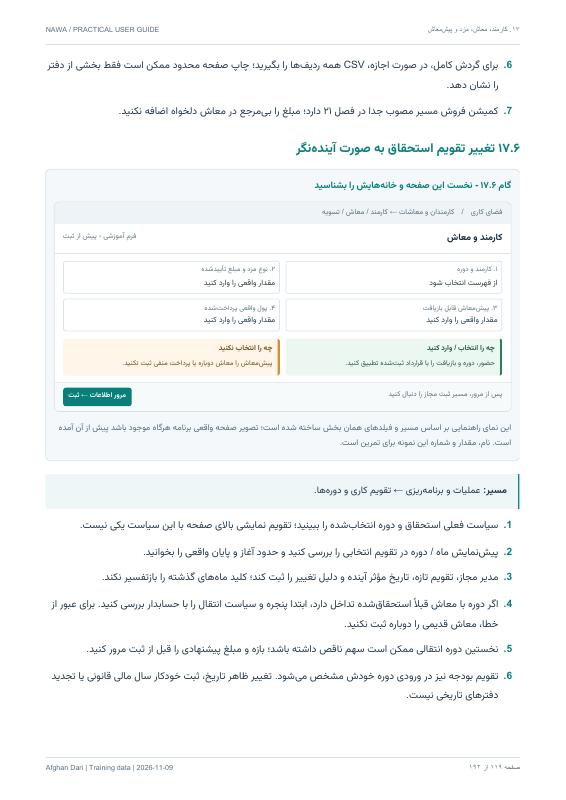 ۱۷. کارمند، معاش، مزد و پیش‌معاش
NAWA / PRACTICAL USER GUIDE
6. برای گردش کامل، در صورت اجازه، CSV همه ردیف‌ها را بگیرید؛ چاپ صفحه محدود ممکن است فقط بخشی از دفتر
را نشان دهد.
7. کمیشن فروش مسیر مصوب جدا در فصل ۲۱ دارد؛ مبلغ را بی‌مرجع در معاش دلخواه اضافه نکنید.
۱۷.۶ تغییر تقویم استحقاق به صورت آینده‌نگر
گام ۱۷.۶ - نخست این صفحه و خانه‌هایش را بشناسید
فضای کاری / کارمندان و معاشات ← کارمند / معاش / تسویه
کارمند و معاش
فرم آموزشی - پیش از ثبت
۱. کارمند و دوره
از فهرست انتخاب شود
۲. نوع مزد و مبلغ تأییدشده
مقدار واقعی را وارد کنید
۳. پیش‌معاش قابل بازیافت
مقدار واقعی را وارد کنید
۴. پول واقعی پرداخت‌شده
مقدار واقعی را وارد کنید
چه را انتخاب / وارد کنید
حضور، دوره و بازیافت را با قرارداد ثبت‌شده تطبیق کنید.
چه را انتخاب نکنید
پیش‌معاش را معاش دوباره یا پرداخت منفی ثبت نکنید.
پس از مرور، مسیر ثبت مجاز را دنبال کنید
مرور اطلاعات ← ثبت
این نمای راهنمایی بر اساس مسیر و فیلدهای همان بخش ساخته شده است؛ تصویر صفحه واقعی برنامه هرگاه موجود باشد پیش از آن آمده
است. نام، مقدار و شماره این نمونه برای تمرین است.
مسیر: عملیات و برنامه‌ریزی ← تقویم کاری و دوره‌ها.
1. سیاست فعلی استحقاق و دوره انتخاب‌شده را ببینید؛ تقویم نمایشی بالای صفحه با این سیاست یکی نیست.
2. پیش‌نمایش ماه / دوره در تقویم انتخابی را بررسی کنید و حدود آغاز و پایان واقعی را بخوانید.
3. مدیر مجاز، تقویم تازه، تاریخ مؤثر آینده و دلیل تغییر را ثبت کند؛ کلید ماه‌های گذشته را بازتفسیر نکند.
4. اگر دوره با معاش قبلاً استحقاق‌شده تداخل دارد، ابتدا پنجره و سیاست انتقال را با حسابدار بررسی کنید. برای عبور از
خطا، معاش قدیمی را دوباره ثبت نکنید.
5. نخستین دوره انتقالی ممکن است سهم ناقص داشته باشد؛ بازه و مبلغ پیشنهادی را قبل از ثبت مرور کنید.
6. تقویم بودجه نیز در ورودی دوره خودش مشخص می‌شود. تغییر ظاهر تاریخ، ثبت خودکار سال مالی قانونی یا تجدید
دفترهای تاریخی نیست.
صفحه ۱۱۹ از ۱۹۲
Afghan Dari | Training data | 2026-11-09